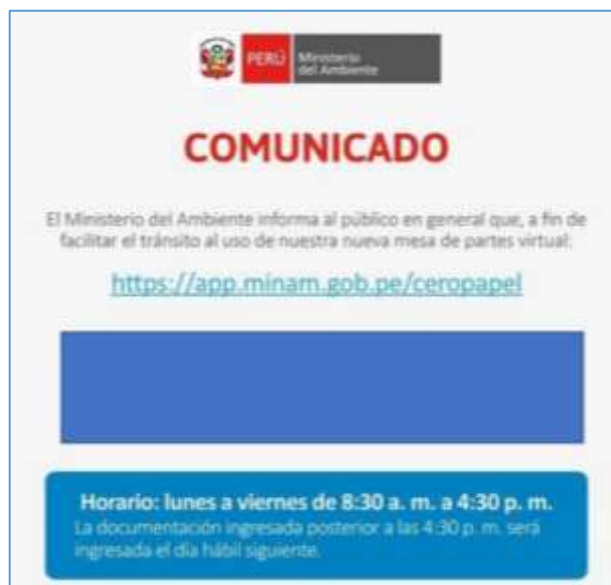 PERÚ
Ministerio
del Ambiente
COMUNICADO
El Ministerio del Ambiente informa al público en general que, a fin de
facilitar el tránsito al uso de nuestra nueva mesa de partes virtual:
https://app.minam.gob.pe/ceropapel
Horario: lunes a viernes de 8:30 a. m. a 4:30 p. m.
La documentación ingresada posterior a las 4:30 p. m. será
ingresada el día hábil siguiente.